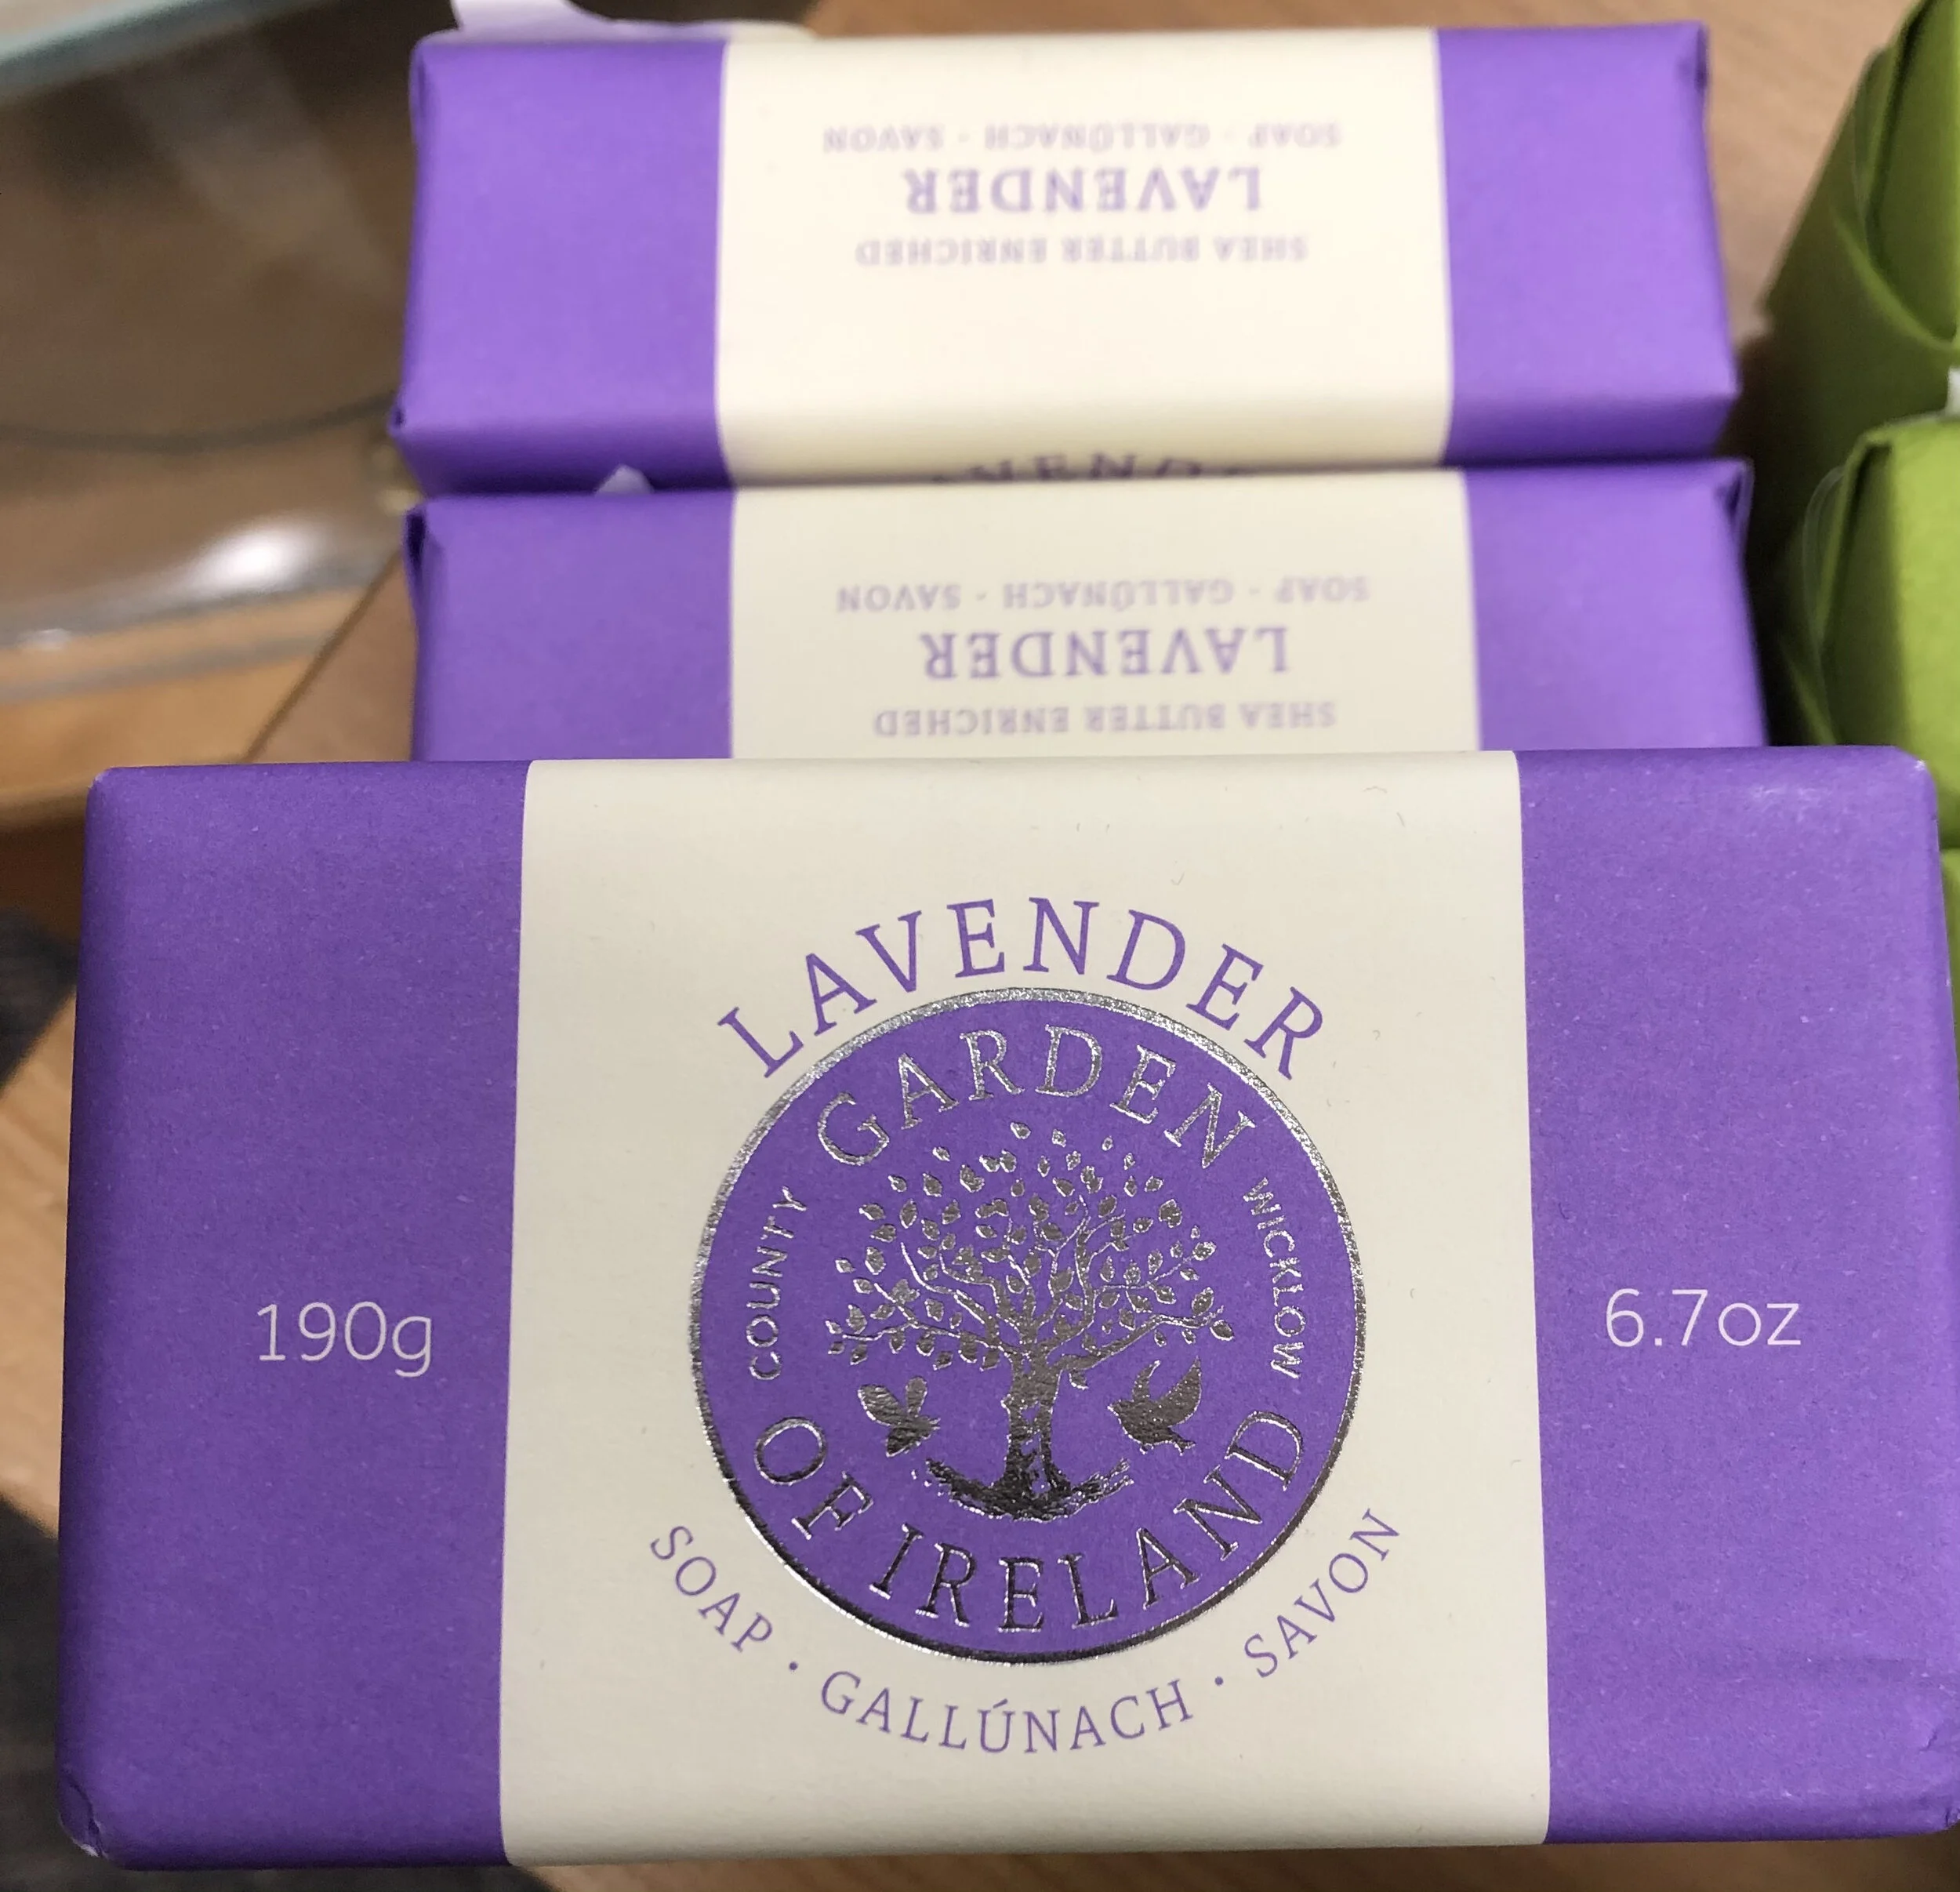 SOAP · GALLÚNACH · SAVON
LAVENDER
SHEA BUTTER ENRICHED
SOAP · GALLÚNACH · SAVON
LAVENDER
SHEA BUTTER ENRICHED
LAVENDER
GARDEN
COUNTY
WICKLOW
OF IRELAND
190g
6.7oz
SOAP · GALLÚNACH · SAVON